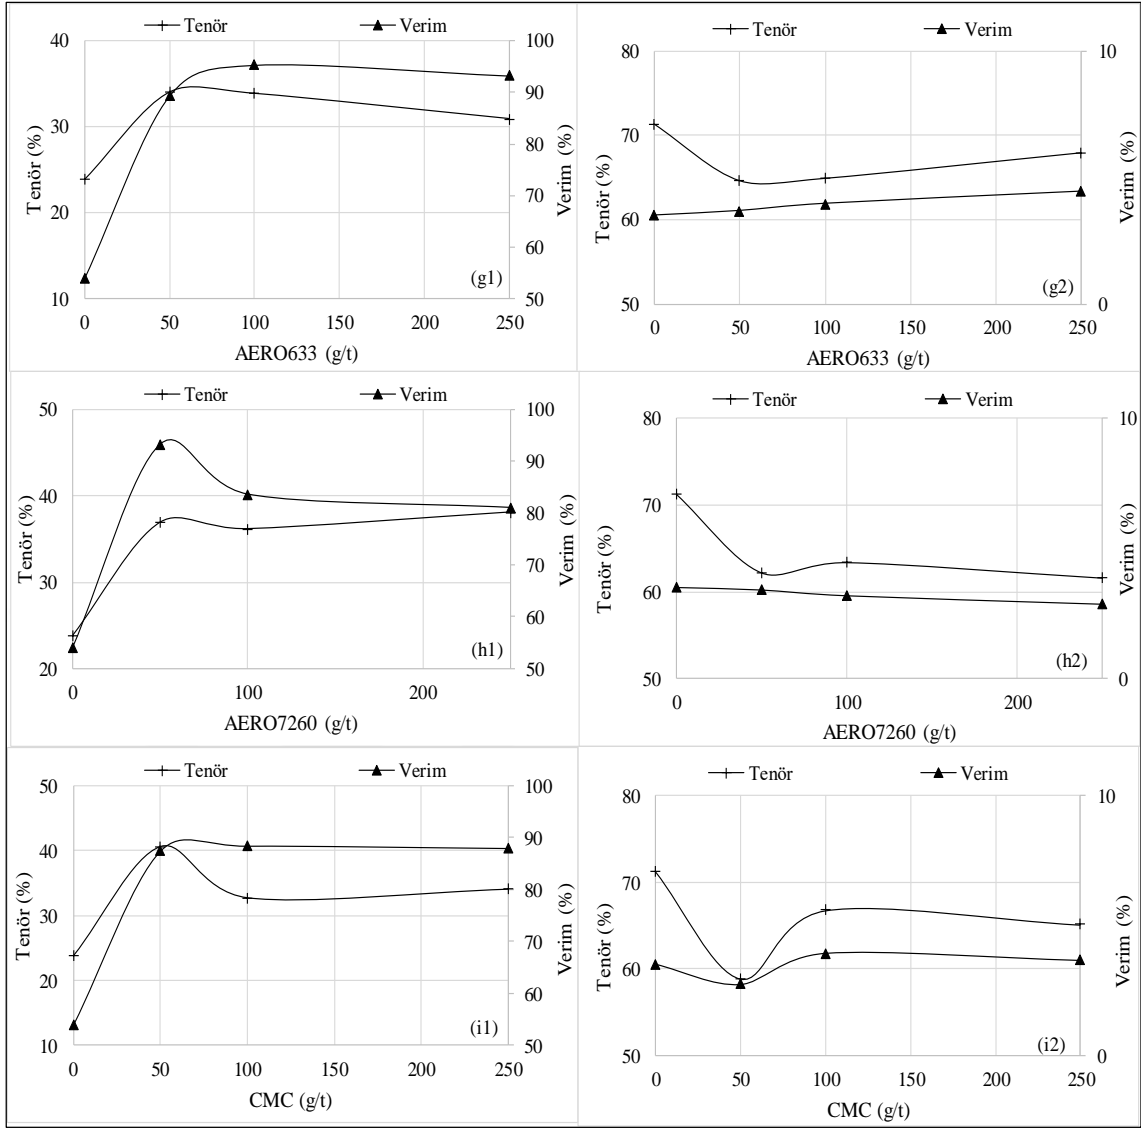 Tenör Verim
40 100
90
30 80
20 70
60
10 50
0 50 100 150 200 250
Tenör (%)
Verim (%)
AERO633 (g/t)
(g1)
Tenör Verim
80 10
70
60
50 0
0 50 100 150 200 250
Tenör (%)
Verim (%)
AERO633 (g/t)
(g2)
Tenör Verim
50 100
90
40 80
30 70
60
20 50
0 100 200
Tenör (%)
Verim (%)
AERO7260 (g/t)
(h1)
Tenör Verim
80 10
70
60
50 0
0 100 200
Tenör (%)
Verim (%)
AERO7260 (g/t)
(h2)
Tenör Verim
50 100
40 90
30 80
70
20 60
10 50
0 50 100 150 200 250
Tenör (%)
Verim (%)
CMC (g/t)
(i1)
Tenör Verim
80 10
70
60
50 0
0 50 100 150 200 250
Tenör (%)
Verim (%)
CMC (g/t)
(i2)